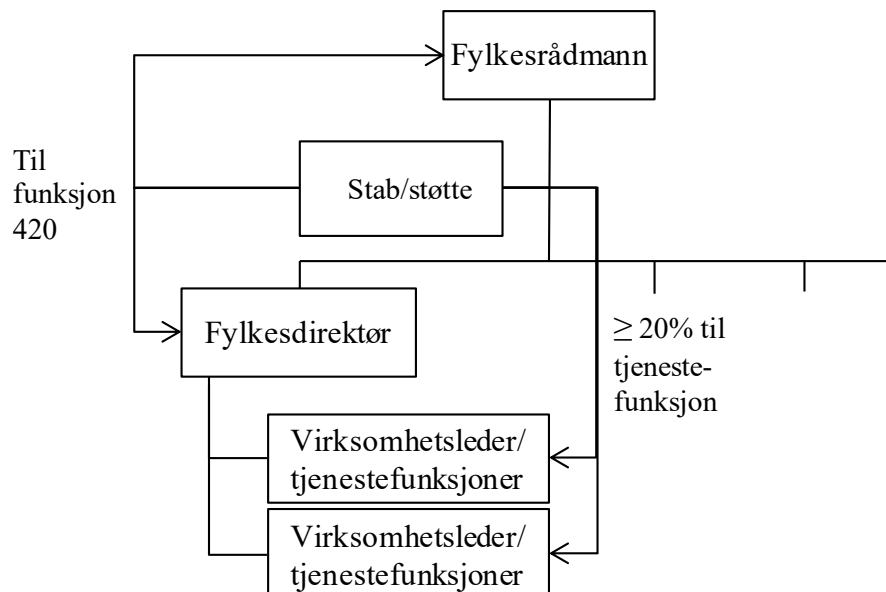 Fylkesrådmann
Til
funksjon
420
Stab/støtte
Fylkesdirektør
≥ 20% til
tjeneste-
funksjon
Virksomhetsleder/
tjenestefunksjoner
Virksomhetsleder/
tjenestefunksjoner